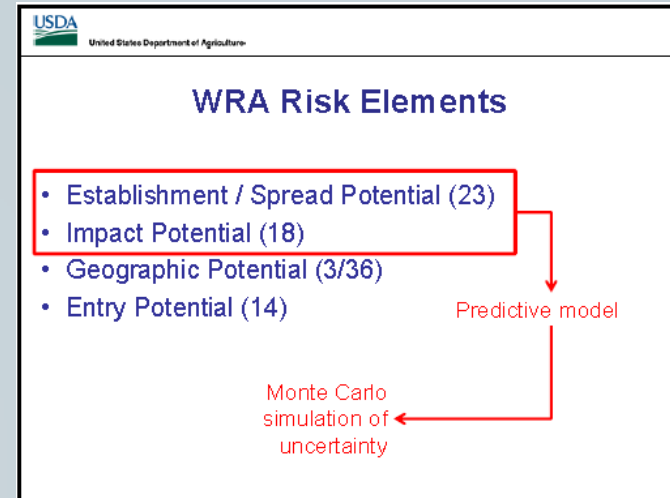 USDA
United States Department of Agriculture
WRA Risk Elements
• Establishment / Spread Potential (23)
• Impact Potential (18)
• Geographic Potential (3/36)
• Entry Potential (14)
Predictive model
Monte Carlo
simulation of
uncertainty